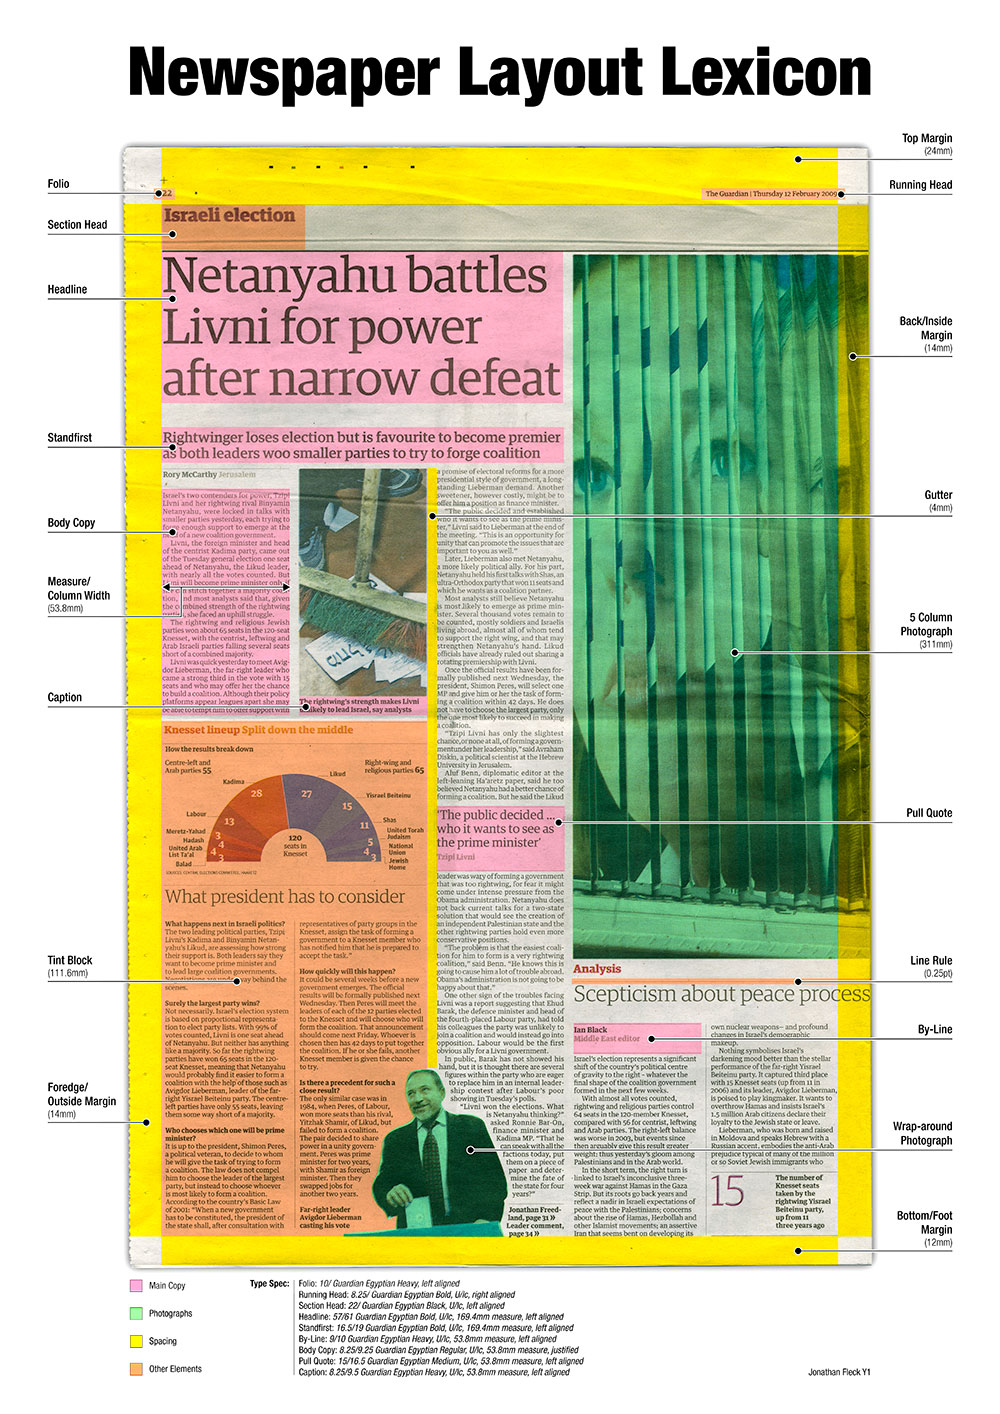 Newspaper Layout Lexicon
Top Margin
(24mm)
Folio
Running Head
Section Head
Headline
Back/Inside
Margin
(14mm)
Standfirst
Gutter
(4mm)
Body Copy
Measure/
Column Width
(53.8mm)
5 Column
Photograph
(311mm)
Caption
Pull Quote
Tint Block
(111.6mm)
Line Rule
(0.25pt)
By-Line
Foredge/
Outside Margin
(14mm)
Wrap-around
Photograph
Bottom/Foot
Margin
(12mm)
22
The Guardian | Thursday 12 February 2009
Israeli election
Netanyahu battles
Livni for power
after narrow defeat
Rightwinger loses election but is favourite to become premier
as both leaders woo smaller parties to try to forge coalition
Rory McCarthy Jerusalem
Israel's two contenders for power, Tzipi
Livni and her rightwing rival Binyamin
Netanyahu, were locked in talks with
smaller parties yesterday, each trying to
forge enough support to emerge at the
head of a new coalition government.
Livni, the foreign minister and head
of the centrist Kadima party, came out
of the Tuesday general election one seat
ahead of Netanyahu, the Likud leader,
with nearly all the votes counted. But
Livni will become prime minister only
she can stitch together a majority coali-
tion, and most analysts said that, given
the combined strength of the rightwing
she faced an uphill struggle.
The rightwing and religious Jewish
parties won about 65 seats in the 120-seat
Knesset, with the centrist, leftwing and
Arab Israeli parties falling several seats
short of a combined majority.
Livni was quick yesterday to meet Avig-
dor Lieberman, the far-right leader who
came a strong third in the vote with 15
seats and who may offer her the chance
to build a coalition. Although their policy
platforms appear leagues apart she may
be able to tempt him to offer support with
The rightwing's strength makes Livni
unlikely to lead Israel, say analysts
a promise of electoral reforms for a more
presidential style of government, a long-
standing Lieberman demand. Another
sweetener, however costly, might be to
offer him a position as finance minister.
"The public decided and established
who it wants to see as the prime minis-
ter," Livni said to Lieberman at the end of
the meeting. "This is an opportunity for
unity that can promote the issues that are
important to you as well."
Later, Lieberman also met Netanyahu,
a more likely political ally. For his part,
Netanyahu held his first talks with Shas, an
ultra-Orthodox party that won 11 seats and
which he wants as a coalition partner.
Most analysts still believe Netanyahu
is most likely to emerge as prime min-
ister. Several thousand votes remain to
be counted, mostly soldiers and Israelis
living abroad, almost all of whom tend
to support the right wing, and that may
strengthen Netanyahu's hand. Likud
officials have already ruled out sharing a
rotating premiership with Livni.
Once the official results have been for-
mally published next Wednesday, the
president, Shimon Peres, will select one
MP and give him or her the task of form-
ing a coalition within 42 days. He does
not have to choose the largest party, only
the one most likely to succeed in making
a coalition.
"Tzipi Livni has only the slightest
chance, or none at all, of forming a govern-
ment under her leadership," said Avraham
Diskin, a political scientist at the Hebrew
University in Jerusalem.
Aluf Benn, diplomatic editor at the
left-leaning Ha'aretz paper, said he too
believed Netanyahu had a better chance of
forming a coalition. But he said the Likud
'The public decided ...
who it wants to see as
the prime minister'
Tzipi Livni
leader was wary of forming a government
that was too rightwing, for fear it might
come under intense pressure from the
Obama administration. Netanyahu does
not back current talks for a two-state
solution that would see the creation of
an independent Palestinian state and the
other rightwing parties hold even more
conservative positions.
"The problem is that the easiest coali-
tion for him to form is a very rightwing
coalition," said Benn. "He knows this is
going to cause him a lot of trouble abroad.
Obama's administration is not going to be
happy about that."
One other sign of the troubles facing
Livni was a report suggesting that Ehud
Barak, the defence minister and head of
the fourth-placed Labour party, had told
his colleagues the party was unlikely to
join a coalition and would instead go into
opposition. Labour would be the first
obvious ally for a Livni government.
In public, Barak has not showed his
hand, but it is thought there are several
figures within the party who are eager
to replace him in an internal leader-
ship contest after Labour's poor
showing in Tuesday's polls.
"Livni won the elections. What
is Netanyahu thinking?"
asked Ronnie Bar-On,
finance minister and
Kadima MP. "That he
can speak with all the
factions today, put
them on a piece of
paper and deter-
mine the fate of
the state for four
years?"
Jonathan Freed-
land, page 31 »
Leader comment,
page 34 »
Knesset lineup Split down the middle
How the results break down
Centre-left and
Arab parties 55
Right-wing and
religious parties 65
Kadima
Likud
28
27
Yisrael Beiteinu
15
Labour
13
11
Shas
Meretz-Yahad
3
Hadash
4
United Arab
List Ta'al
4
Balad
3
United Torah
Judaism
5
National
Union
4
Jewish
Home
3
120
seats in
Knesset
What president has to consider
What happens next in Israeli politics?
The two leading political parties, Tzipi
Livni's Kadima and Binyamin Netan-
yahu's Likud, are assessing how strong
their support is. Both leaders say they
want to become prime minister and
to lead large coalition governments.
Negotiations are under way behind the
scenes.
Surely the largest party wins?
Not necessarily. Israel's election system
is based on proportional representa-
tion to elect party lists. With 99% of
votes counted, Livni is one seat ahead
of Netanyahu. But neither has anything
like a majority. So far the rightwing
parties have won 65 seats in the 120-
seat Knesset, meaning that Netanyahu
would probably find it easier to form a
coalition with the help of those such as
Avigdor Lieberman, leader of the far-
right Yisrael Beiteinu party. The centre-
left parties have only 55 seats, leaving
them some way short of a majority.
Who chooses which one will be prime
minister?
It is up to the president, Shimon Peres,
a political veteran, to decide to whom
he will give the task of trying to form
a coalition. The law does not compel
him to choose the leader of the largest
party, but instead to choose whoever
is most likely to form a coalition.
According to the country's Basic Law
of 2001: "When a new government
has to be constituted, the president of
the state shall, after consultation with
representatives of party groups in the
Knesset, assign the task of forming a
government to a Knesset member who
has notified him that he is prepared to
accept the task."
How quickly will this happen?
It could be several weeks before a new
government emerges. The official
results will be formally published next
Wednesday. Then Peres will meet the
leaders of each of the 12 parties elected
to the Knesset and will choose who will
form the coalition. That announcement
should come next Friday. Whoever is
chosen then has 42 days to put together
the coalition. If he or she fails, another
Knesset member is given the chance
to try.
Is there a precedent for such a
close result?
The only similar case was in
1984, when Peres, of Labour,
won more seats than his rival,
Yitzhak Shamir, of Likud, but
failed to form a coalition.
The pair decided to share
power in a unity govern-
ment. Peres was prime
minister for two years,
with Shamir as foreign
minister. Then they
swapped jobs for
another two years.
Far-right leader
Avigdor Lieberman
casting his vote
Analysis
Scepticism about peace process
Ian Black
Middle East editor
Israel's election represents a significant
shift of the country's political centre
of gravity to the right - whatever the
final shape of the coalition government
formed in the next few weeks.
With almost all votes counted,
rightwing and religious parties control
64 seats in the 120-member Knesset,
compared with 56 for centrist, leftwing
and Arab parties. The right-left balance
was worse in 2003, but events since
then arguably give this result greater
weight: thus yesterday's gloom among
Palestinians and in the Arab world.
In the short term, the right turn is
linked to Israel's inconclusive three-
week war against Hamas in the Gaza
Strip. But its roots go back years and
reflect a nadir in Israeli expectations of
peace with the Palestinians; concerns
about the rise of Hamas, Hezbollah and
other Islamist movements; an assertive
Iran that seems bent on developing its
own nuclear weapons– and profound
changes in Israel's demographic
makeup.
Nothing symbolises Israel's
darkening mood better than the stellar
performance of the far-right Yisrael
Beiteinu party. It captured third place
with 15 Knesset seats (up from 11 in
2006) and its leader, Avigdor Lieberman,
is poised to play kingmaker. It wants to
overthrow Hamas and insists Israel's
1.5 million Arab citizens declare their
loyalty to the Jewish state or leave.
Lieberman, who was born and raised
in Moldova and speaks Hebrew with a
Russian accent, embodies the anti-Arab
prejudice typical of many of the million
or so Soviet Jewish immigrants who
15
The number of
Knesset seats
taken by the
rightwing Yisrael
Beiteinu party,
up from 11
three years ago
Main Copy
Photographs
Spacing
Other Elements
Type Spec:
Folio: 10/ Guardian Egyptian Heavy, left aligned
Running Head: 8.25/ Guardian Egyptian Bold, U/lc, right aligned
Section Head: 22/ Guardian Egyptian Black, U/lc, left aligned
Headline: 57/61 Guardian Egyptian Bold, U/lc, 169.4mm measure, left aligned
Standfirst: 16.5/19 Guardian Egyptian Bold, U/lc, 169.4mm measure, left aligned
By-Line: 9/10 Guardian Egyptian Heavy, U/lc, 53.8mm measure, left aligned
Body Copy: 8.25/9.25 Guardian Egyptian Regular, U/lc, 53.8mm measure, justified
Pull Quote: 15/16.5 Guardian Egyptian Medium, U/lc, 53.8mm measure, left aligned
Caption: 8.25/9.5 Guardian Egyptian Heavy, U/lc, 53.8mm measure, left aligned
Jonathan Fleck Y1